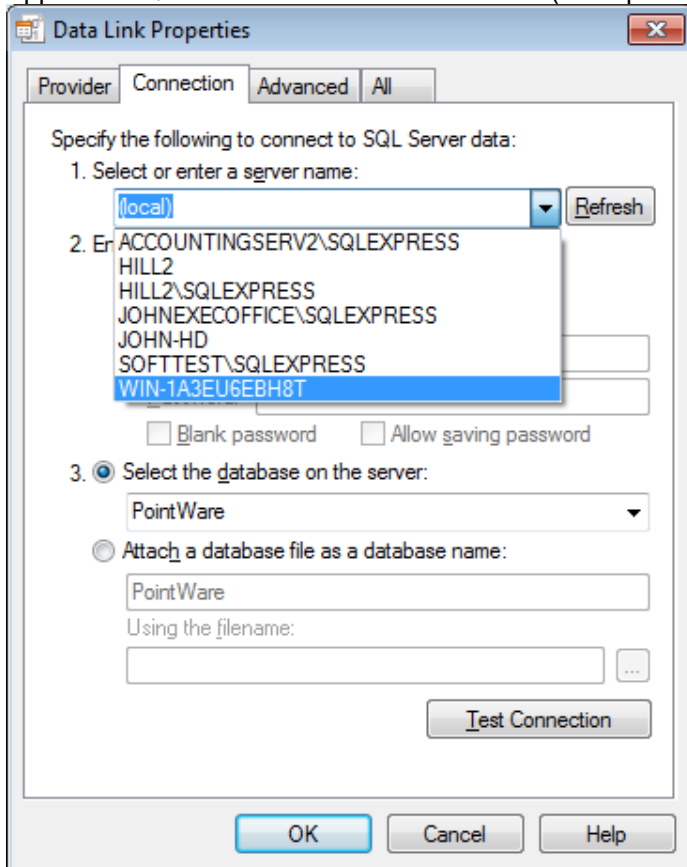 Data Link Properties
Provider Connection Advanced All
Specify the following to connect to SQL Server data:
1. Select or enter a server name:
(local) Refresh
2. En
ACCOUNTINGSERV2\SQLEXPRESS
HILL2
HILL2\SQLEXPRESS
JOHNEXECOFFICE\SQLEXPRESS
JOHN-HD
SOFTTEST\SQLEXPRESS
WIN-1A3EU6EBH8T
Blank password Allow saving password
3. Select the database on the server:
PointWare
Attach a database file as a database name:
PointWare
Using the filename:
...
Test Connection
OK Cancel Help